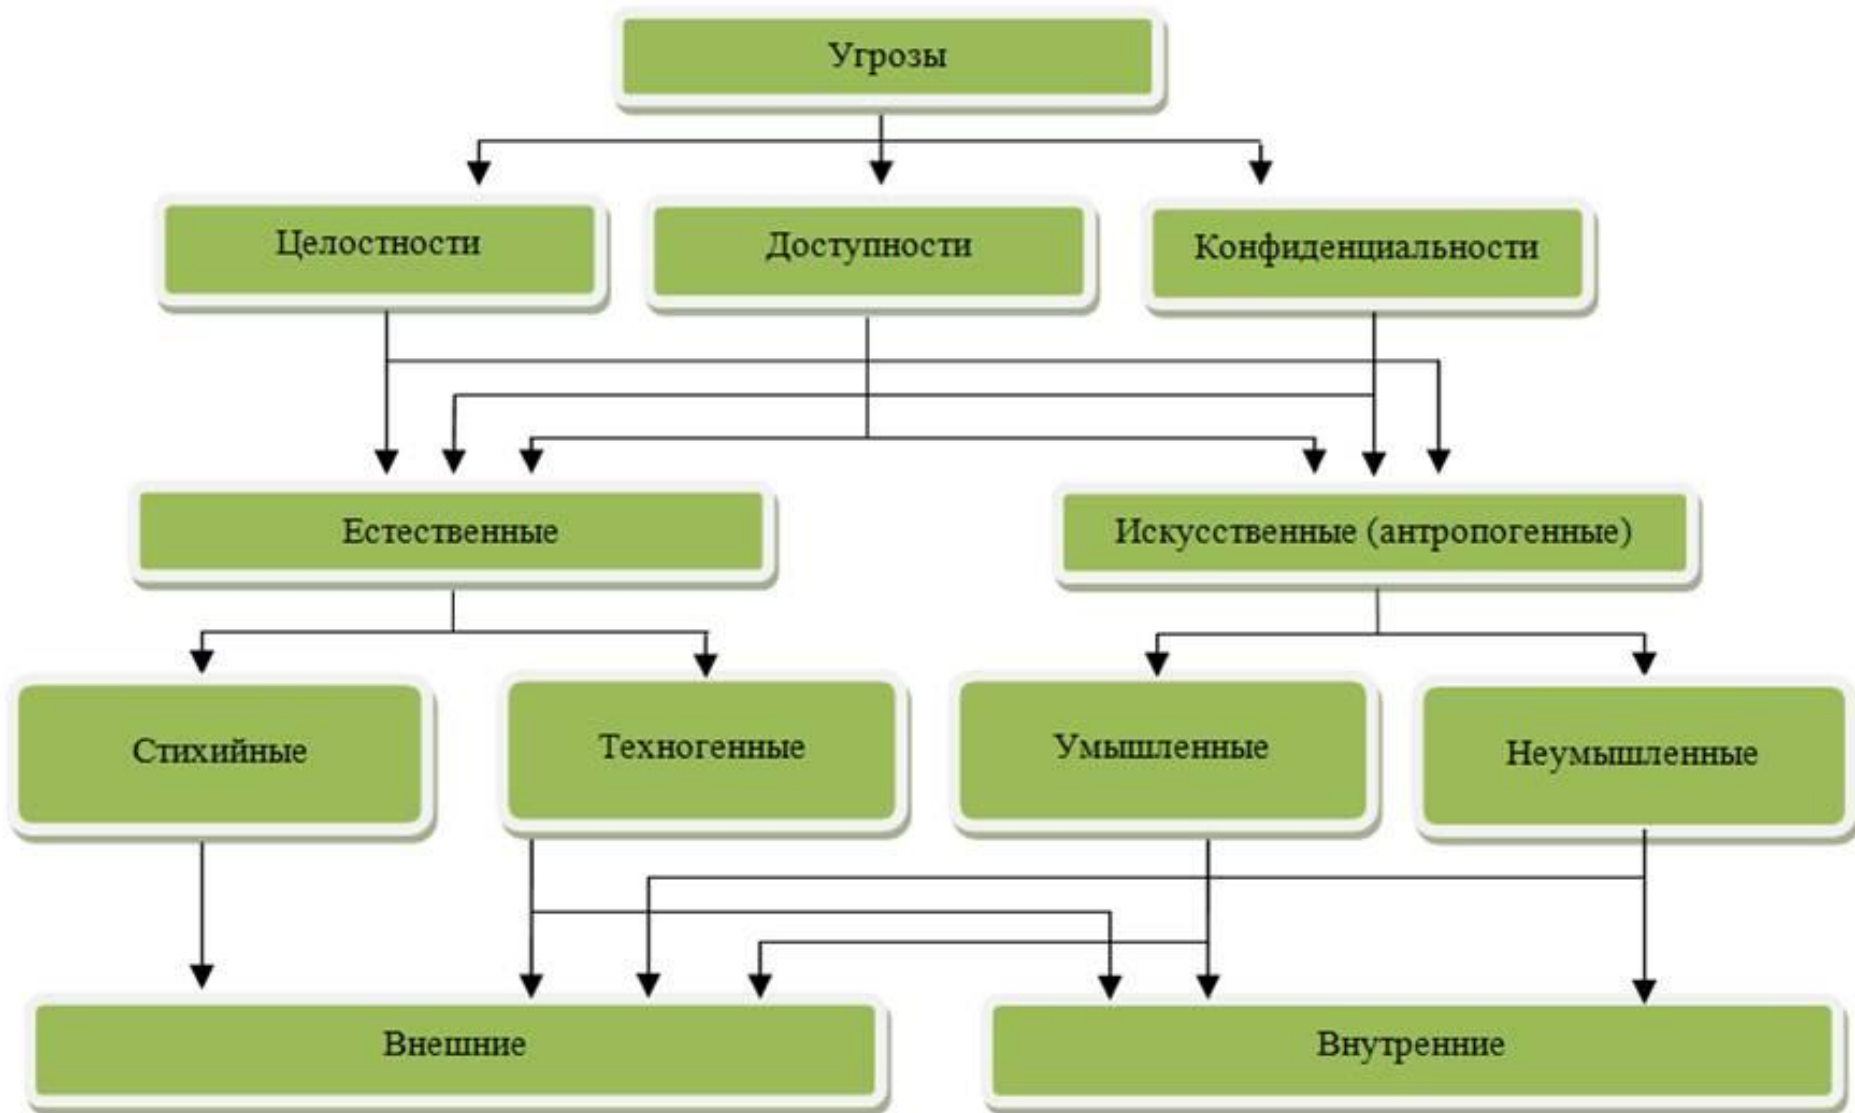 Угрозы
Целостности
Доступности
Конфиденциальности
Естественные
Искусственные (антропогенные)
Стихийные
Техногенные
Умышленные
Неумышленные
Внешние
Внутренние